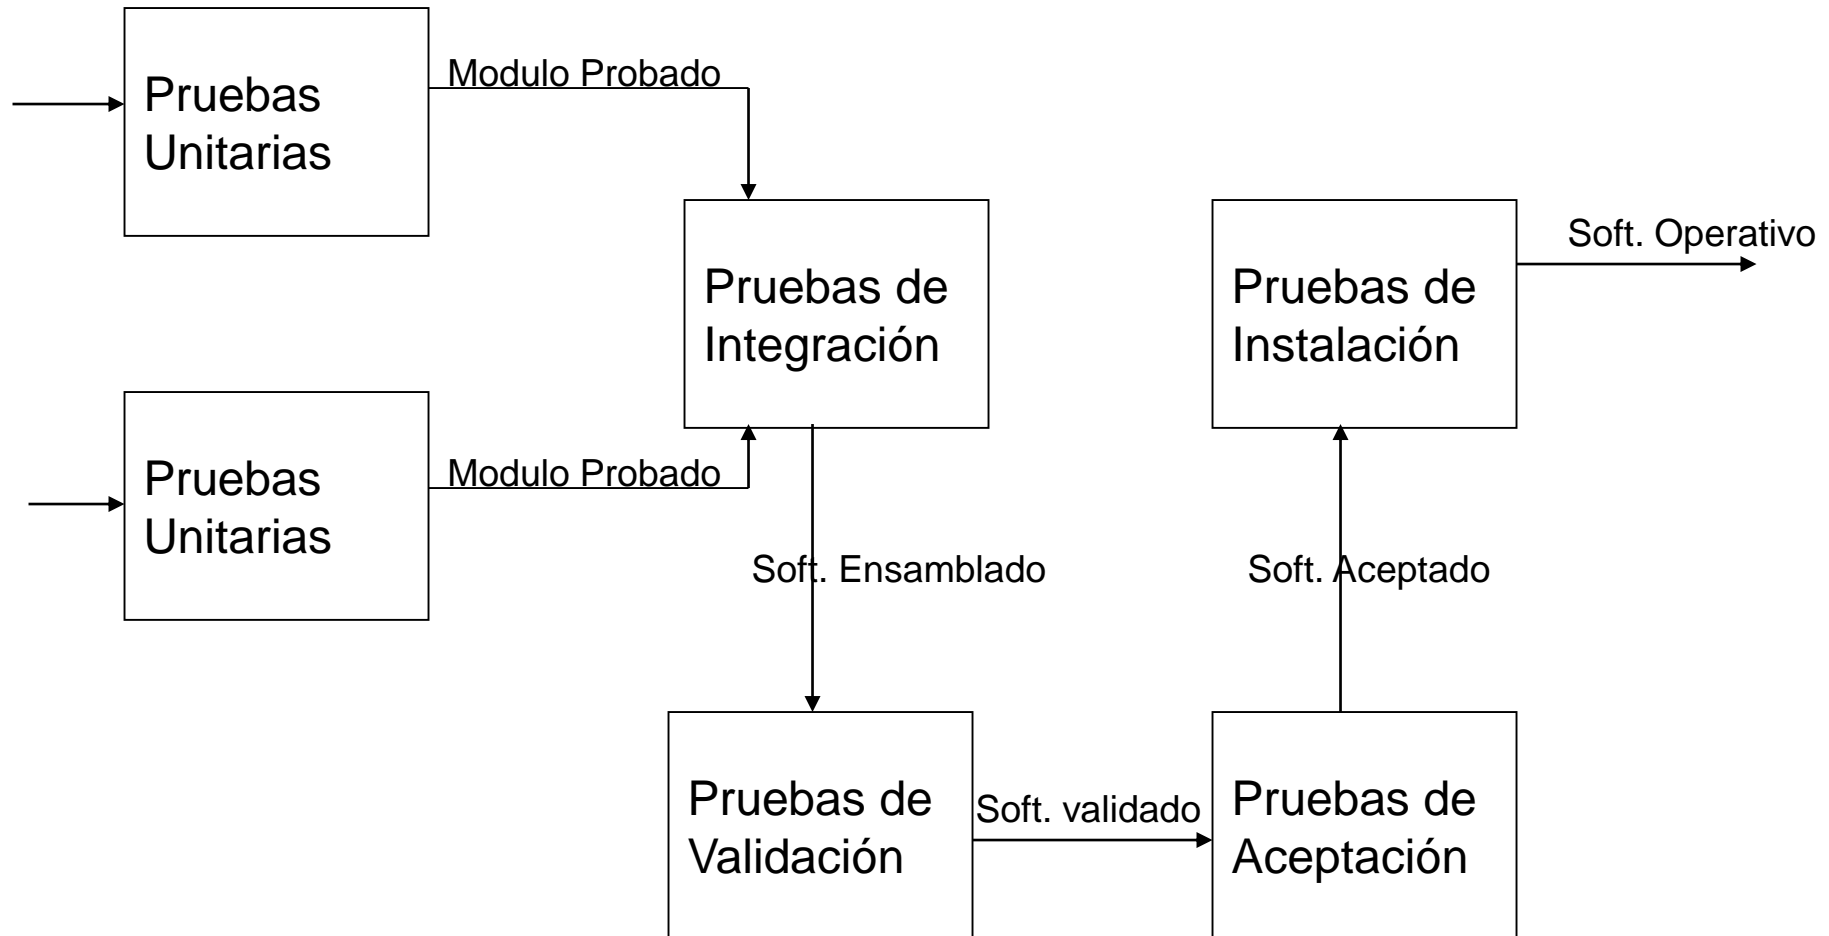 Pruebas
Unitarias
Modulo Probado
Pruebas de
Integración
Pruebas de
Instalación
Soft. Operativo
Pruebas
Unitarias
Modulo Probado
Soft. Ensamblado
Soft. Aceptado
Pruebas de
Validación
Soft. validado
Pruebas de
Aceptación